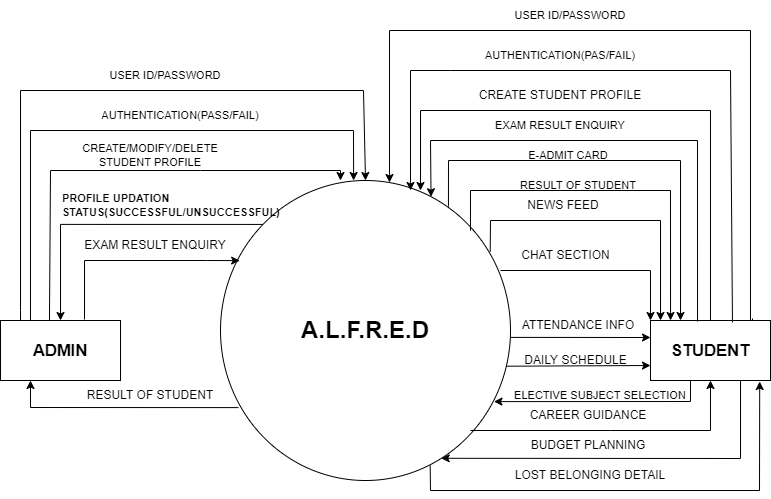 USER ID/PASSWORD
AUTHENTICATION(PAS/FAIL)
USER ID/PASSWORD
CREATE STUDENT PROFILE
AUTHENTICATION(PASS/FAIL)
EXAM RESULT ENQUIRY
CREATE/MODIFY/DELETE
STUDENT PROFILE
E-ADMIT CARD
RESULT OF STUDENT
PROFILE UPDATION
STATUS(SUCCESSFUL/UNSUCCESSFUL)
NEWS FEED
EXAM RESULT ENQUIRY
CHAT SECTION
A.L.F.R.E.D
ATTENDANCE INFO
ADMIN
STUDENT
DAILY SCHEDULE
RESULT OF STUDENT
ELECTIVE SUBJECT SELECTION
CAREER GUIDANCE
BUDGET PLANNING
LOST BELONGING DETAIL